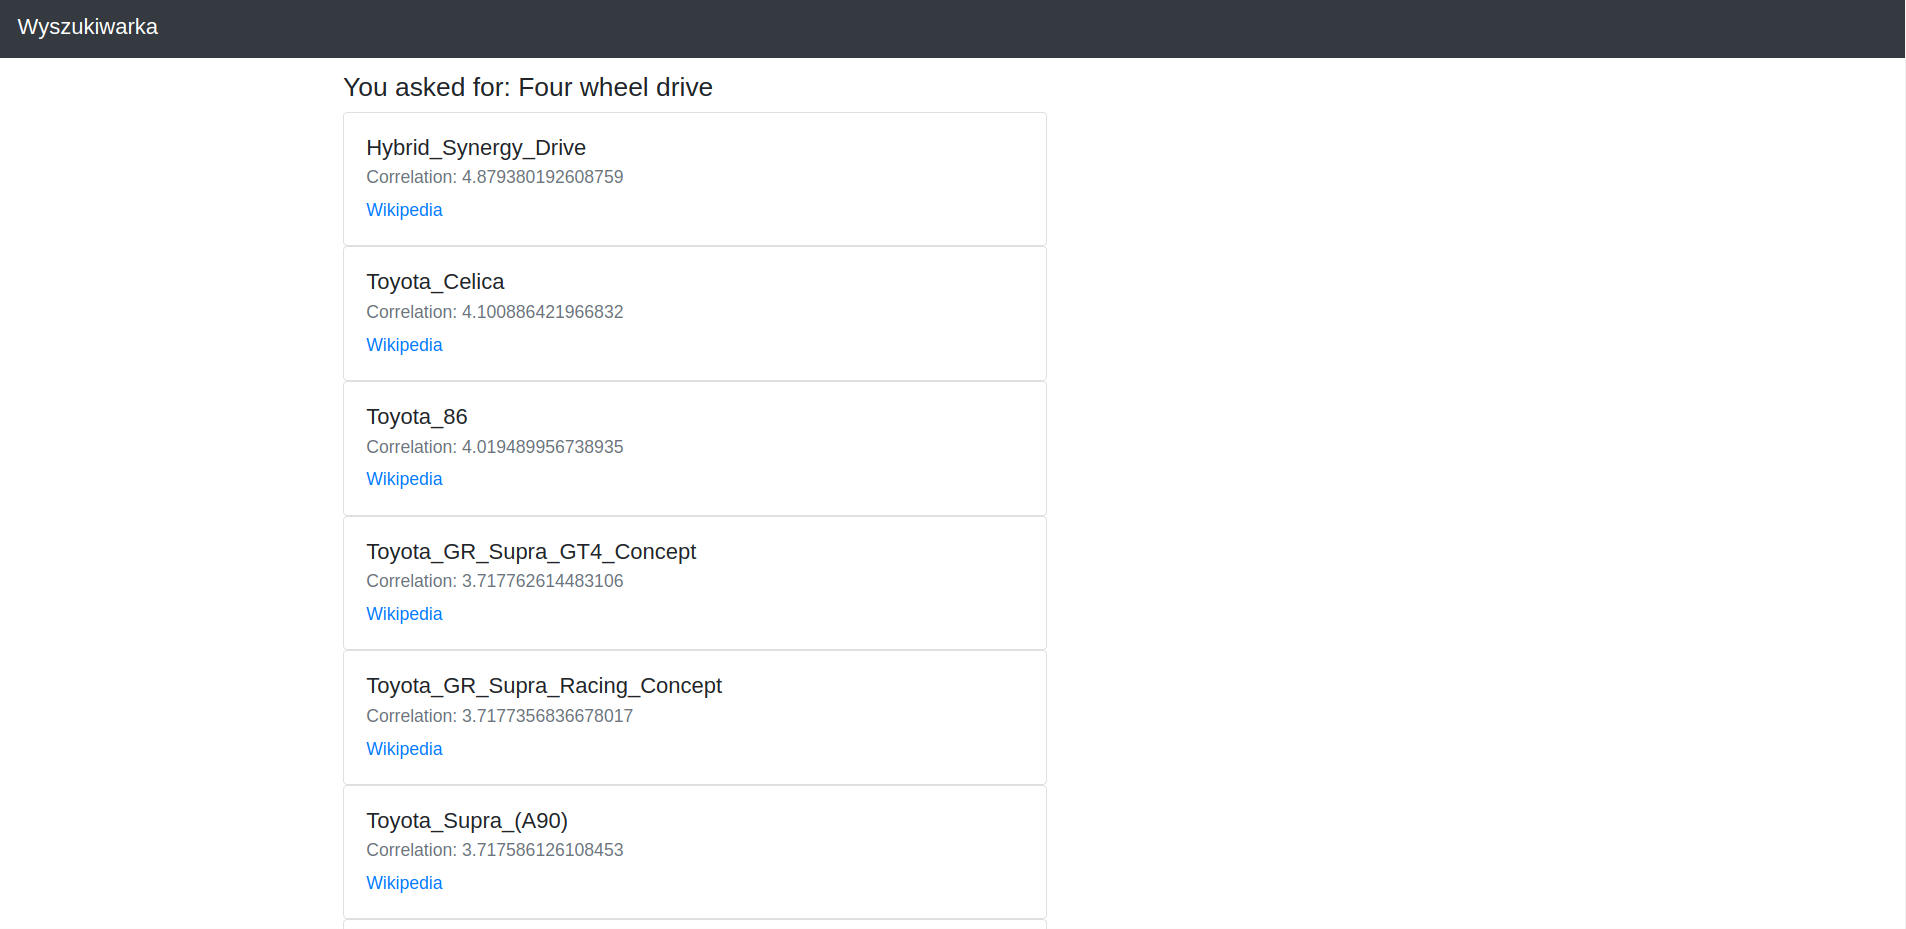 Wyszukiwarka
You asked for: Four wheel drive
Hybrid_Synergy_Drive
Correlation: 4.879380192608759
Wikipedia
Toyota_Celica
Correlation: 4.100886421966832
Wikipedia
Toyota_86
Correlation: 4.019489956738935
Wikipedia
Toyota_GR_Supra_GT4_Concept
Correlation: 3.717762614483106
Wikipedia
Toyota_GR_Supra_Racing_Concept
Correlation: 3.7177356836678017
Wikipedia
Toyota_Supra_(A90)
Correlation: 3.717586126108453
Wikipedia